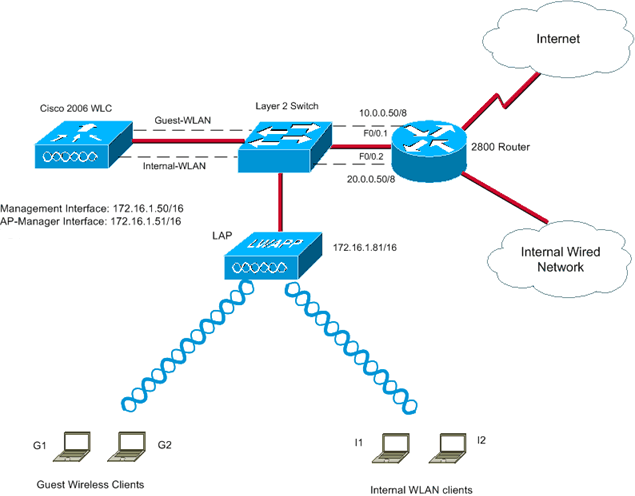 Internet
Cisco 2006 WLC
Guest-WLAN
Layer 2 Switch
10.0.0.50/8
F0/0.1
2800 Router
Internal-WLAN
F0/0.2
20.0.0.50/8
Management Interface: 172.16.1.50/16
AP-Manager Interface: 172.16.1.51/16
LAP
LWAPP
172.16.1.81/16
Internal Wired
Network
G1
G2
I1
I2
Guest Wireless Clients
Internal WLAN clients